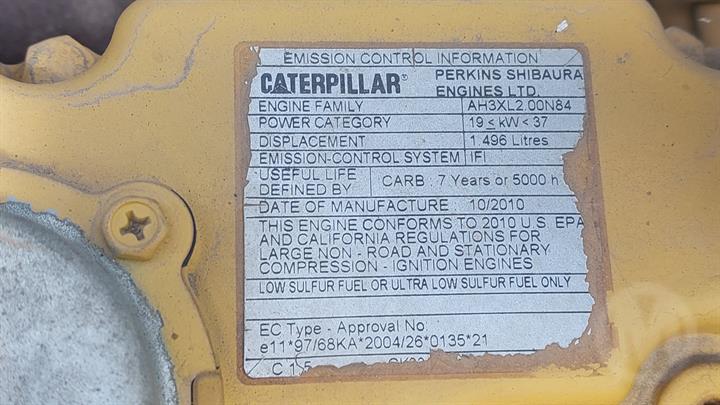 EMISSION CONTROL INFORMATION
CATERPILLAR® PERKINS SHIBAURA
ENGINES LTD.
ENGINE FAMILY AH3XL2.00N84
POWER CATEGORY 19 ≤ kW < 37
DISPLACEMENT 1.496 Litres
EMISSION-CONTROL SYSTEM IFI
USEFUL LIFE
DEFINED BY CARB : 7 Years or 5000 h
DATE OF MANUFACTURE : 10/2010
THIS ENGINE CONFORMS TO 2010 U.S. EPA
AND CALIFORNIA REGULATIONS FOR
LARGE NON - ROAD AND STATIONARY
COMPRESSION - IGNITION ENGINES
LOW SULFUR FUEL OR ULTRA LOW SULFUR FUEL ONLY
EC Type - Approval No:
e11*97/68KA*2004/26*0135*21
C 1.5